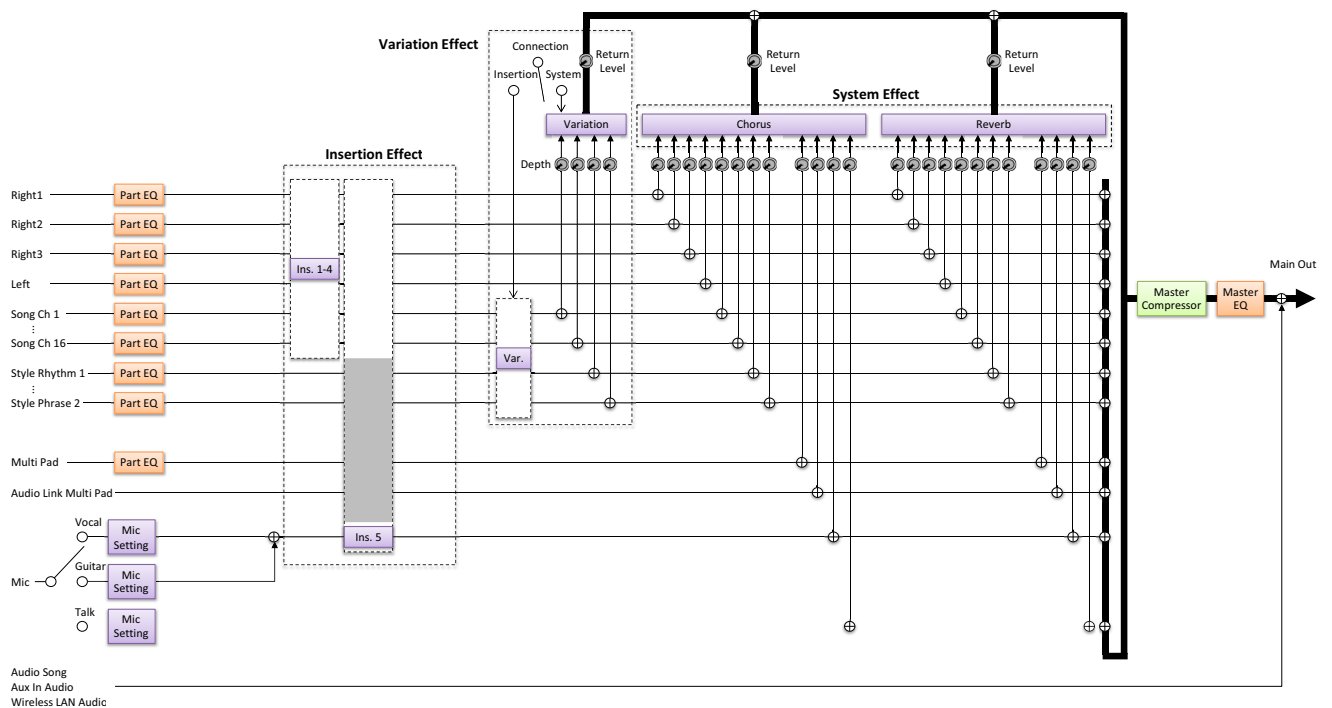 Variation Effect
Connection
Insertion System
Return
Level
Return
Level
Return
Level
System Effect
Variation
Chorus
Reverb
Insertion Effect
Depth
Right1
Part EQ
Right2
Part EQ
Right3
Part EQ
Ins. 1-4
Left
Part EQ
Main Out
Song Ch 1
Part EQ
Master
Compressor
Master
EQ
Song Ch 16
Part EQ
Var.
Style Rhythm 1
Part EQ
Style Phrase 2
Part EQ
Multi Pad
Part EQ
Audio Link Multi Pad
Vocal
Mic
Setting
Ins. 5
Mic
Guitar
Mic
Setting
Talk
Mic
Setting
Audio Song
Aux In Audio
Wireless LAN Audio